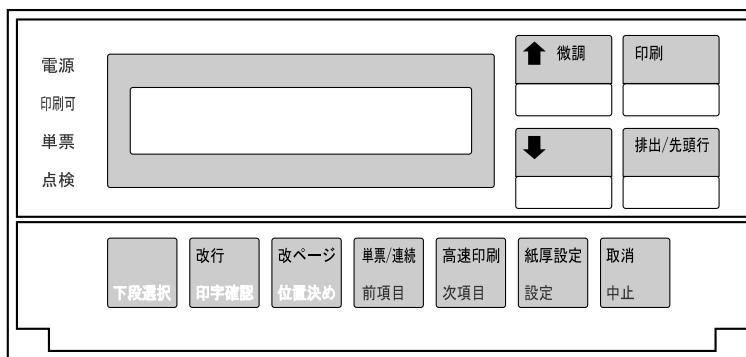 電源
印刷可
単票
点検
微調
印刷
排出/先頭行
下段選択
改行
印字確認
改ページ
位置決め
単票/連続
前項目
高速印刷
次項目
紙厚設定
設定
取消
中止